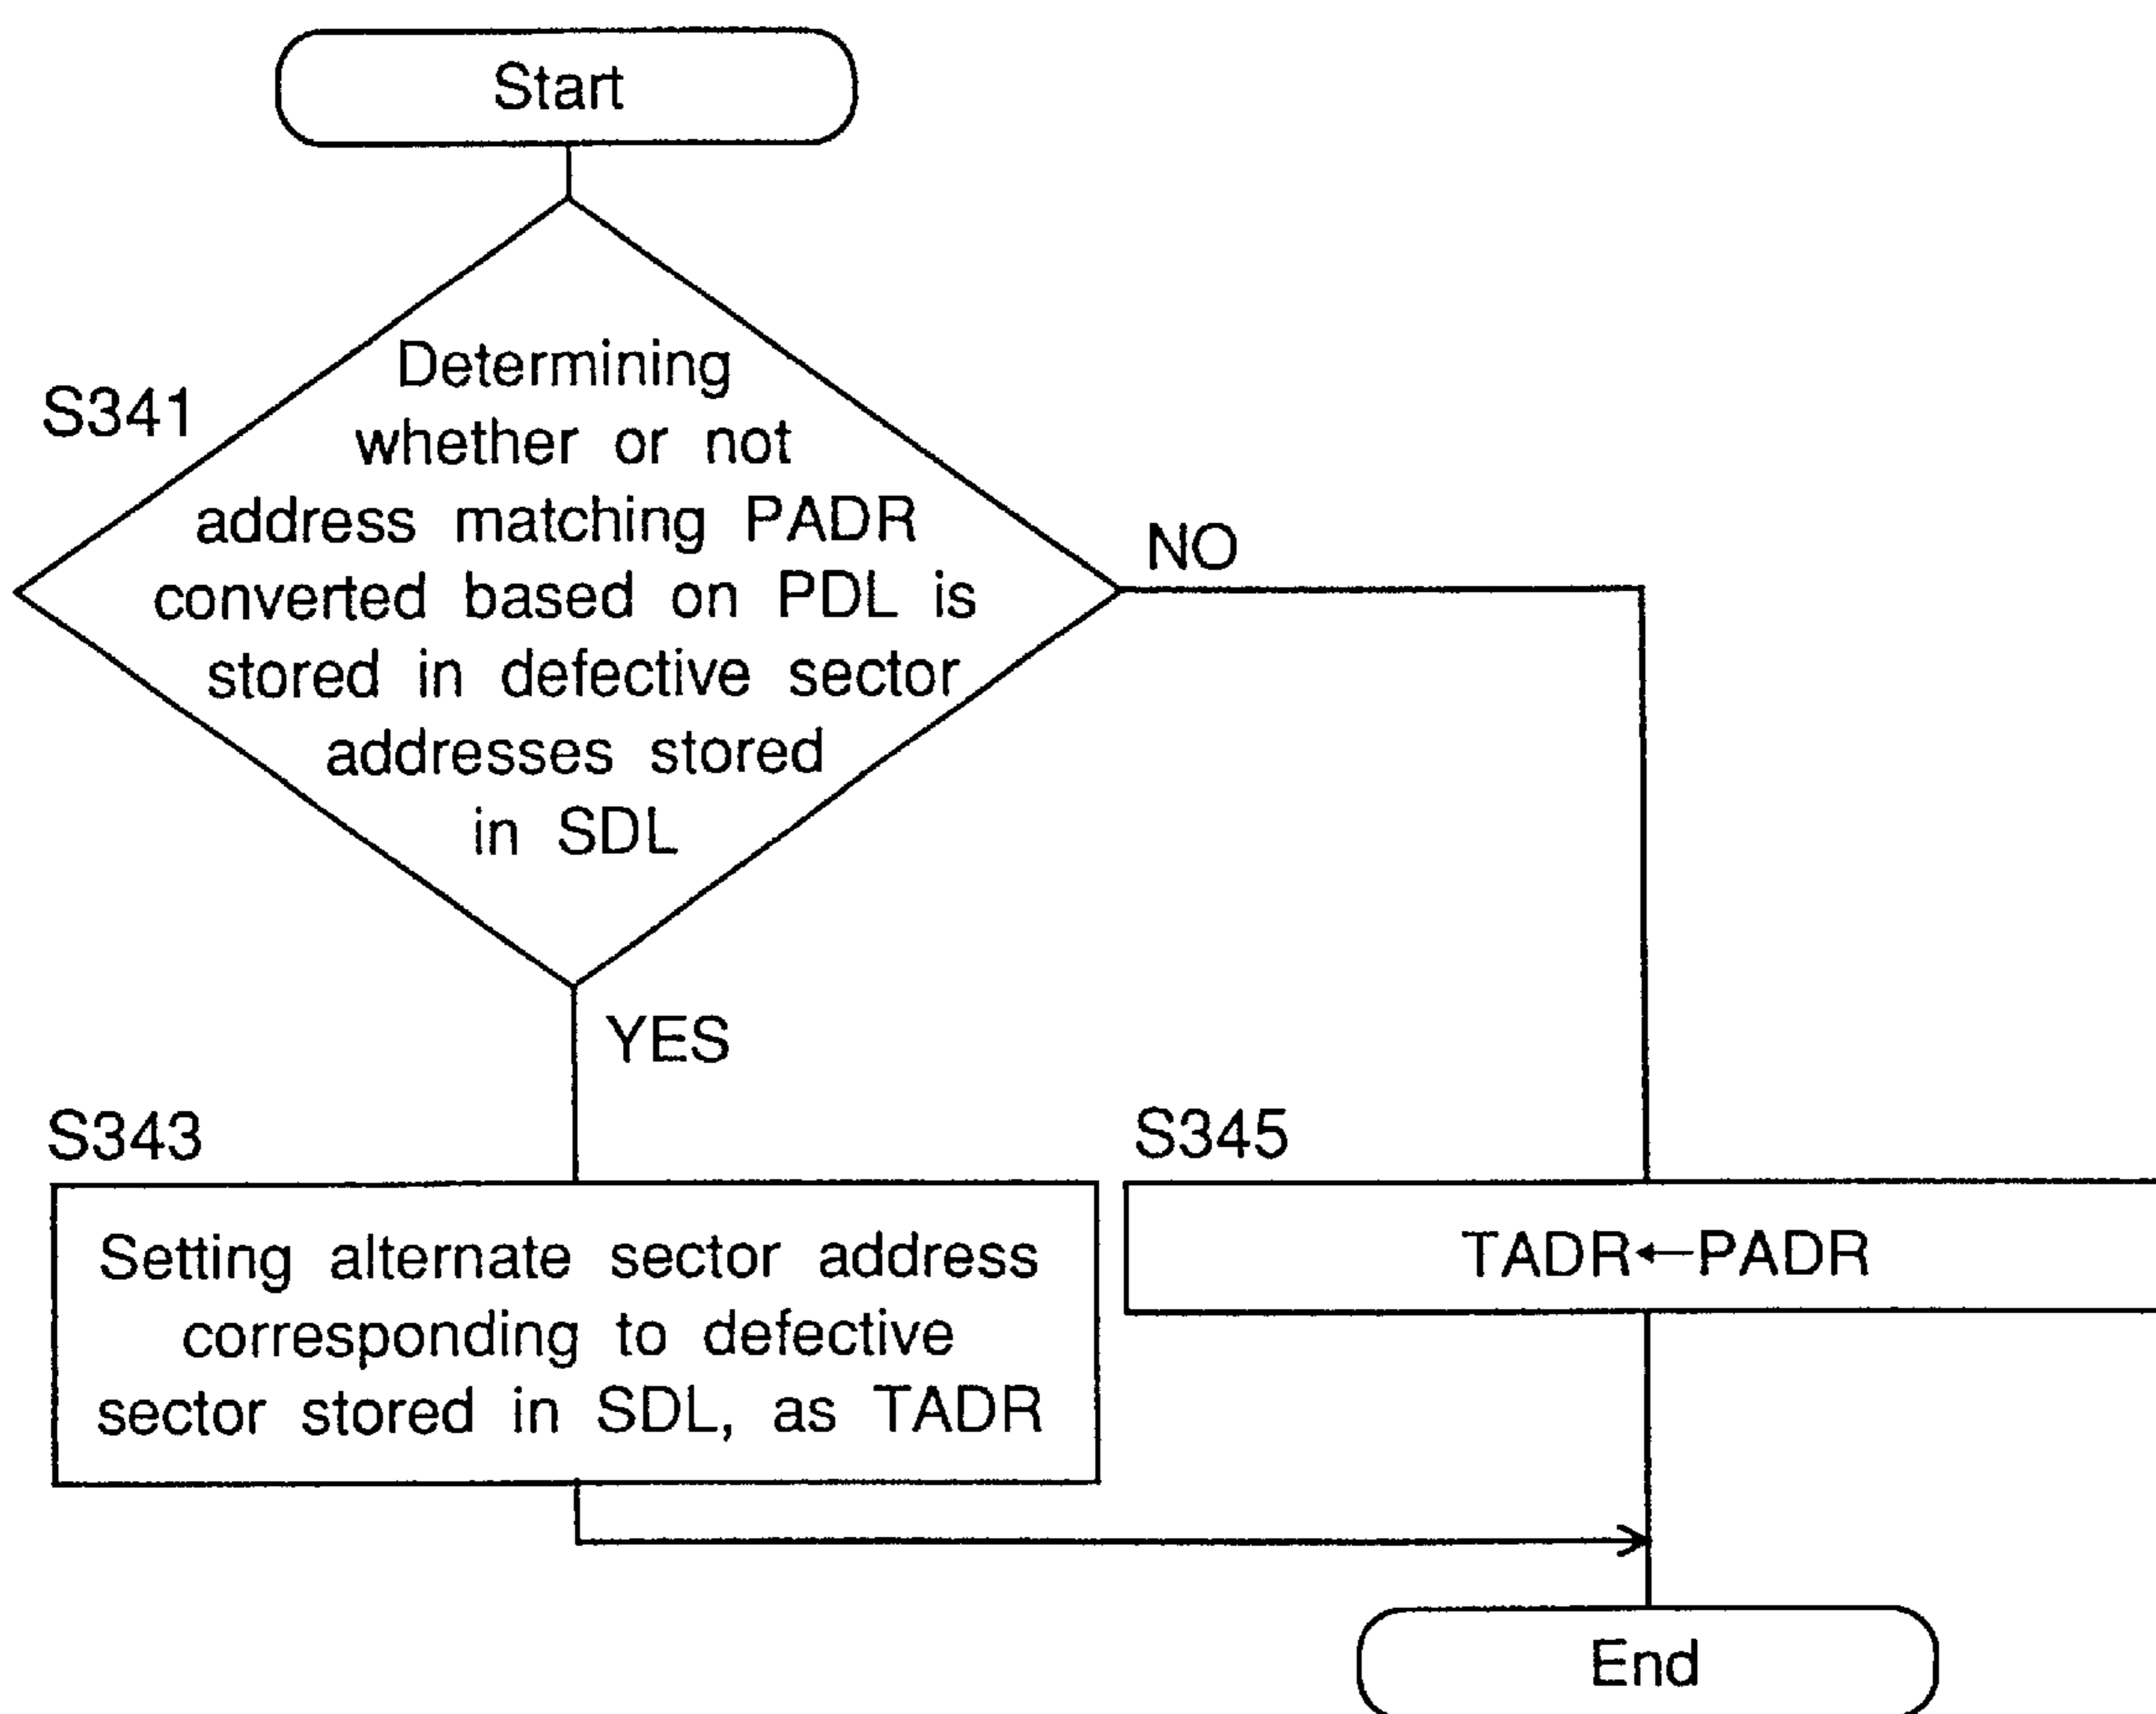 Start
S341
Determining
whether or not
address matching PADR
converted based on PDL is
stored in defective sector
addresses stored
in SDL
NO
YES
S343
Setting alternate sector address
corresponding to defective
sector stored in SDL, as TADR
S345
TADR←PADR
End